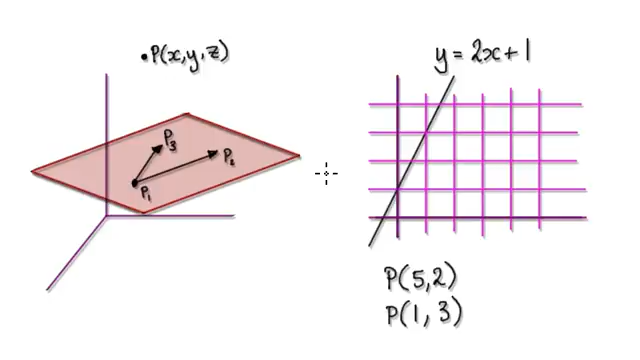 P(x,y,z)
P₃
P₂
P₁
y = 2x+1
P(5,2)
P(1, 3)